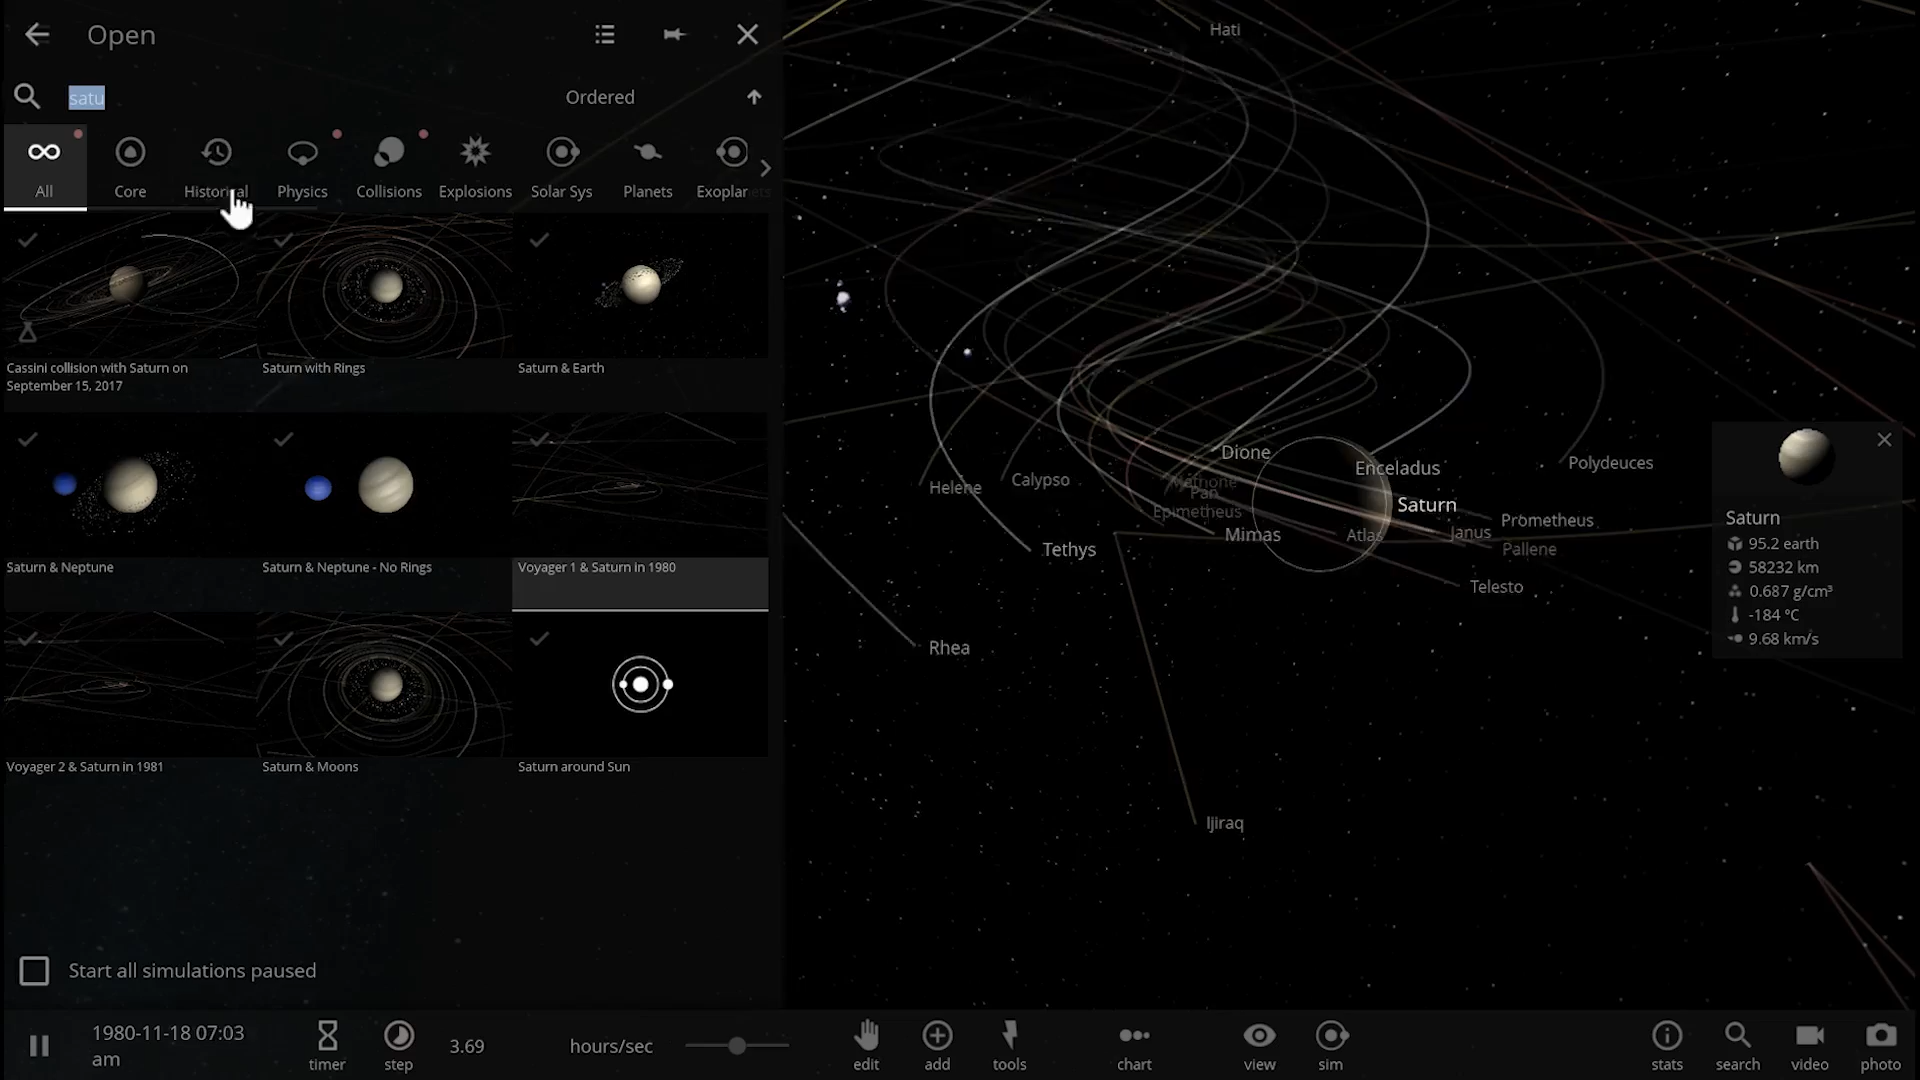 Open
satu
Ordered
All
Core
Historical
Physics
Collisions
Explosions
Solar Sys
Planets
Exoplanets
Cassini collision with Saturn on
September 15, 2017
Saturn with Rings
Saturn & Earth
Saturn & Neptune
Saturn & Neptune - No Rings
Voyager 1 & Saturn in 1980
Voyager 2 & Saturn in 1981
Saturn & Moons
Saturn around Sun
Start all simulations paused
Hati
Dione
Enceladus
Polydeuces
Helene
Calypso
Methone
Pan
Epimetheus
Saturn
Mimas
Atlas
Janus
Prometheus
Pallene
Tethys
Telesto
Rhea
Ijiraq
Saturn
95.2 earth
58232 km
0.687 g/cm³
-184 °C
9.68 km/s
1980-11-18 07:03
am
timer
step
3.69
hours/sec
edit
add
tools
chart
view
sim
stats
search
video
photo